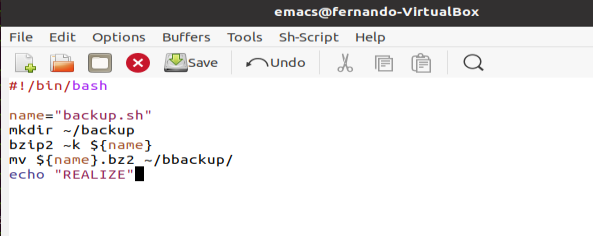 emacs@fernando-VirtualBox
File Edit Options Buffers Tools Sh-Script Help
Save Undo
#!/bin/bash
name="backup.sh"
mkdir ~/backup
bzip2 ~k ${name}
mv ${name}.bz2 ~/bbackup/
echo "REALIZE"